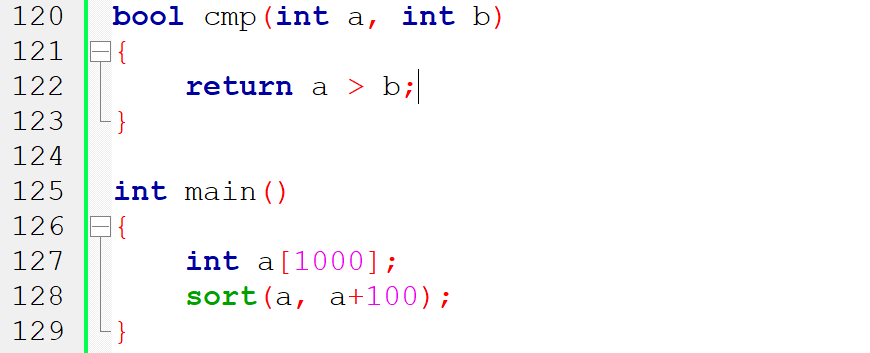 120 bool cmp(int a, int b)
121 {
122 return a > b;
123 }
124
125 int main()
126 {
127 int a[1000];
128 sort(a, a+100);
129 }